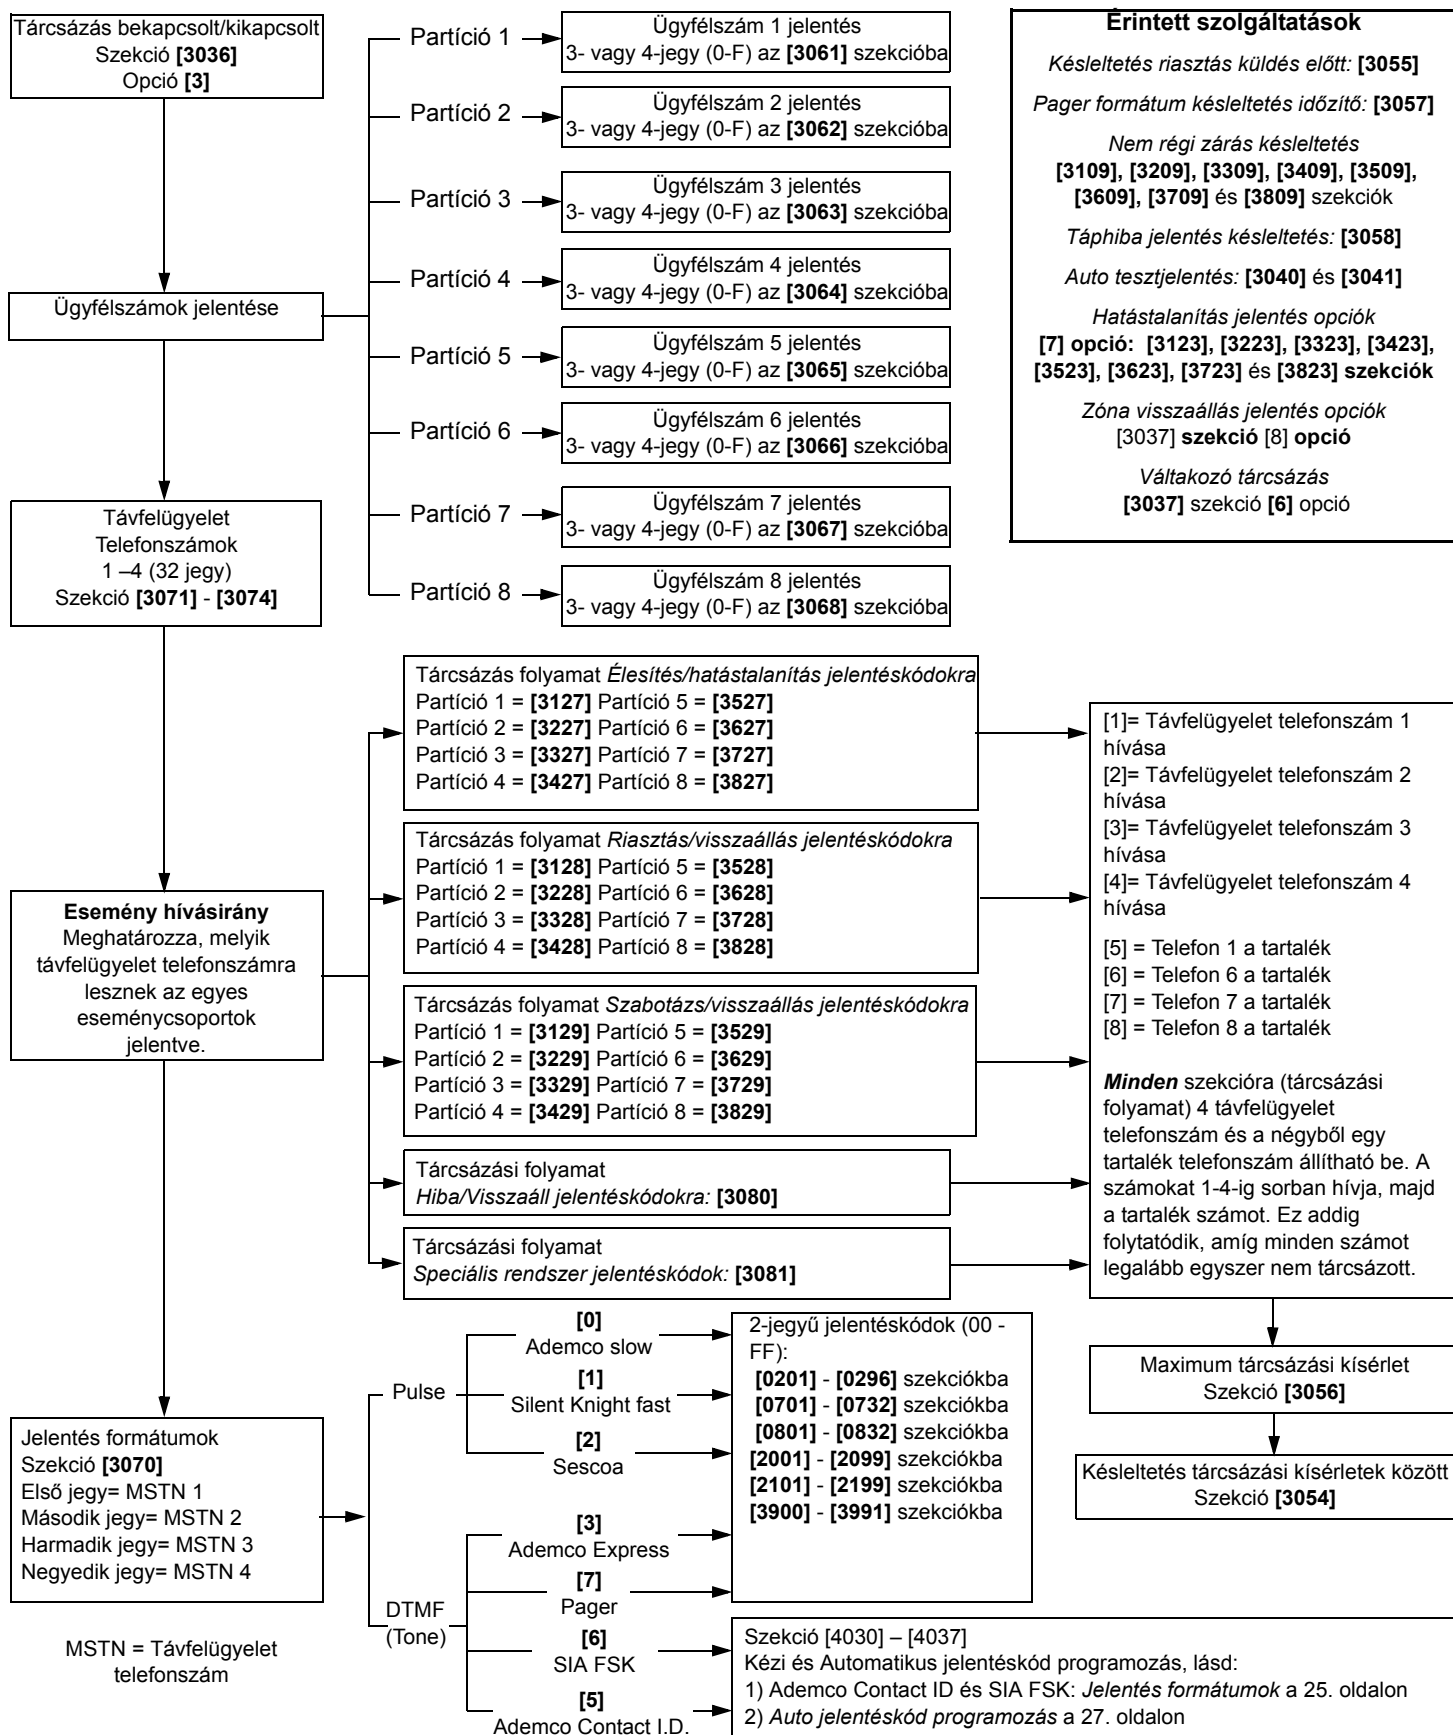 Tárcsázás bekapcsolt/kikapcsolt
Szekció [3036]
Opció [3]
Ügyfélszámok jelentése
Partíció 1
Ügyfélszám 1 jelentés
3- vagy 4-jegy (0-F) az [3061] szekcióba
Partíció 2
Ügyfélszám 2 jelentés
3- vagy 4-jegy (0-F) az [3062] szekcióba
Partíció 3
Ügyfélszám 3 jelentés
3- vagy 4-jegy (0-F) az [3063] szekcióba
Partíció 4
Ügyfélszám 4 jelentés
3- vagy 4-jegy (0-F) az [3064] szekcióba
Partíció 5
Ügyfélszám 5 jelentés
3- vagy 4-jegy (0-F) az [3065] szekcióba
Partíció 6
Ügyfélszám 6 jelentés
3- vagy 4-jegy (0-F) az [3066] szekcióba
Partíció 7
Ügyfélszám 7 jelentés
3- vagy 4-jegy (0-F) az [3067] szekcióba
Partíció 8
Ügyfélszám 8 jelentés
3- vagy 4-jegy (0-F) az [3068] szekcióba
Érintett szolgáltatások
Késleltetés riasztás küldés előtt: [3055]
Pager formátum késleltetés időzítő: [3057]
Nem régi zárás késleltetés
[3109], [3209], [3309], [3409], [3509],
[3609], [3709] és [3809] szekciók
Táphiba jelentés késleltetés: [3058]
Auto tesztjelentés: [3040] és [3041]
Hatástalanítás jelentés opciók
[7] opció: [3123], [3223], [3323], [3423],
[3523], [3623], [3723] és [3823] szekciók
Zóna visszaállás jelentés opciók
[3037] szekció [8] opció
Váltakozó tárcsázás
[3037] szekció [6] opció
Távfelügyelet
Telefonszámok
1 –4 (32 jegy)
Szekció [3071] - [3074]
Esemény hívásirány
Meghatározza, melyik
távfelügyelet telefonszámra
lesznek az egyes
eseménycsoportok
jelentve.
Tárcsázás folyamat Élesítés/hatástalanítás jelentéskódokra
Partíció 1 = [3127] Partíció 5 = [3527]
Partíció 2 = [3227] Partíció 6 = [3627]
Partíció 3 = [3327] Partíció 7 = [3727]
Partíció 4 = [3427] Partíció 8 = [3827]
Tárcsázás folyamat Riasztás/visszaállás jelentéskódokra
Partíció 1 = [3128] Partíció 5 = [3528]
Partíció 2 = [3228] Partíció 6 = [3628]
Partíció 3 = [3328] Partíció 7 = [3728]
Partíció 4 = [3428] Partíció 8 = [3828]
Tárcsázás folyamat Szabotázs/visszaállás jelentéskódokra
Partíció 1 = [3129] Partíció 5 = [3529]
Partíció 2 = [3229] Partíció 6 = [3629]
Partíció 3 = [3329] Partíció 7 = [3729]
Partíció 4 = [3429] Partíció 8 = [3829]
Tárcsázási folyamat
Hiba/Visszaáll jelentéskódokra: [3080]
Tárcsázási folyamat
Speciális rendszer jelentéskódok: [3081]
[1]= Távfelügyelet telefonszám 1
hívása
[2]= Távfelügyelet telefonszám 2
hívása
[3]= Távfelügyelet telefonszám 3
hívása
[4]= Távfelügyelet telefonszám 4
hívása
[5] = Telefon 1 a tartalék
[6] = Telefon 6 a tartalék
[7] = Telefon 7 a tartalék
[8] = Telefon 8 a tartalék
Minden szekcióra (tárcsázási
folyamat) 4 távfelügyelet
telefonszám és a négyből egy
tartalék telefonszám állítható be. A
számokat 1-4-ig sorban hívja, majd
a tartalék számot. Ez addig
folytatódik, amíg minden számot
legalább egyszer nem tárcsázott.
Maximum tárcsázási kísérlet
Szekció [3056]
Késleltetés tárcsázási kísérletek között
Szekció [3054]
Jelentés formátumok
Szekció [3070]
Első jegy= MSTN 1
Második jegy= MSTN 2
Harmadik jegy= MSTN 3
Negyedik jegy= MSTN 4
MSTN = Távfelügyelet
telefonszám
Pulse
[0]
Ademco slow
[1]
Silent Knight fast
[2]
Sescoa
DTMF
(Tone)
[3]
Ademco Express
[7]
Pager
[6]
SIA FSK
[5]
Ademco Contact I.D.
2-jegyű jelentéskódok (00 -
FF):
[0201] - [0296] szekciókba
[0701] - [0732] szekciókba
[0801] - [0832] szekciókba
[2001] - [2099] szekciókba
[2101] - [2199] szekciókba
[3900] - [3991] szekciókba
Szekció [4030] – [4037]
Kézi és Automatikus jelentéskód programozás, lásd:
1) Ademco Contact ID és SIA FSK: Jelentés formátumok a 25. oldalon
2) Auto jelentéskód programozás a 27. oldalon